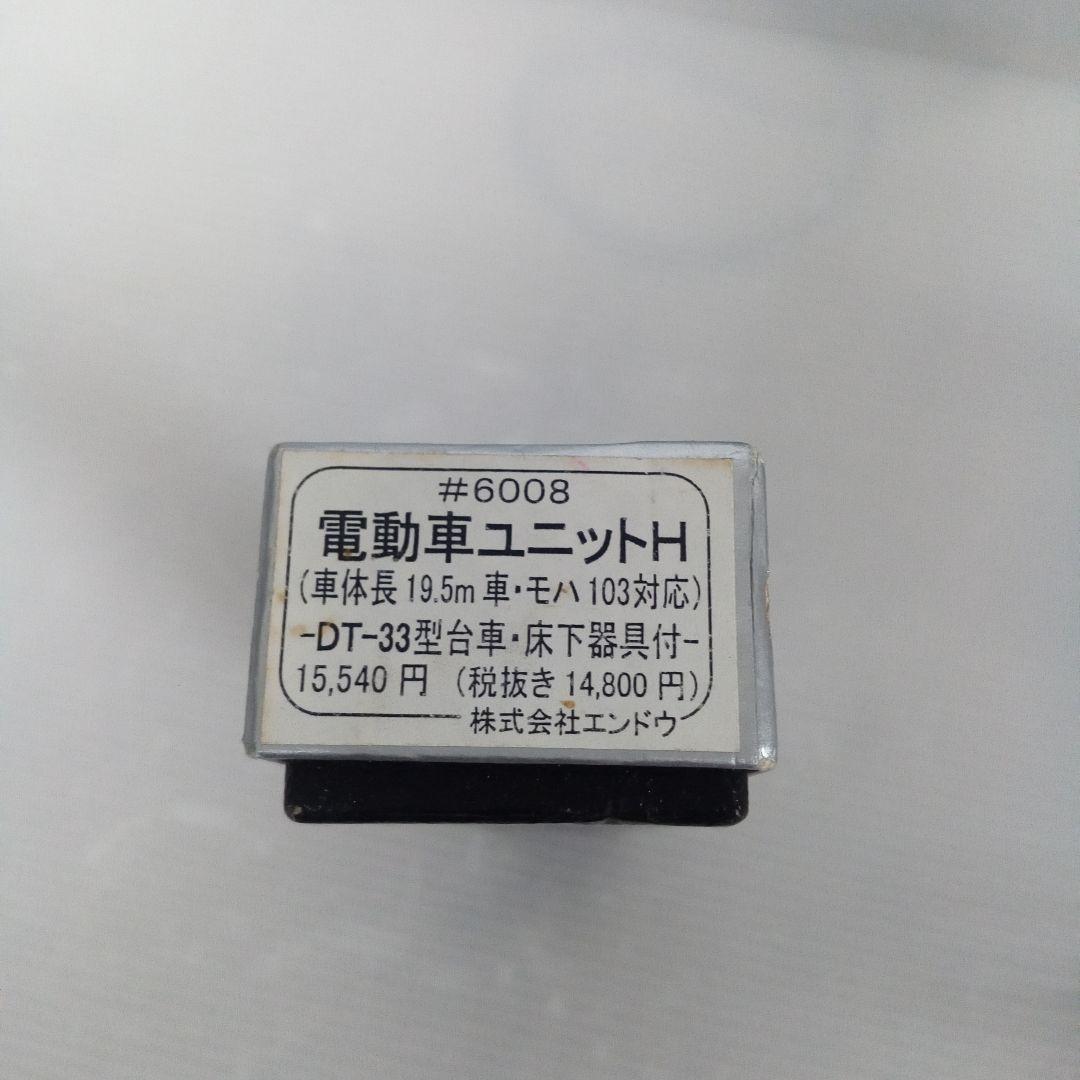 #6008
電動車ユニットH
(車体長19.5m車・モハ103対応)
-DT-33型台車・床下器具付-
15,540円 (税抜き14,800円)
株式会社エンドウ